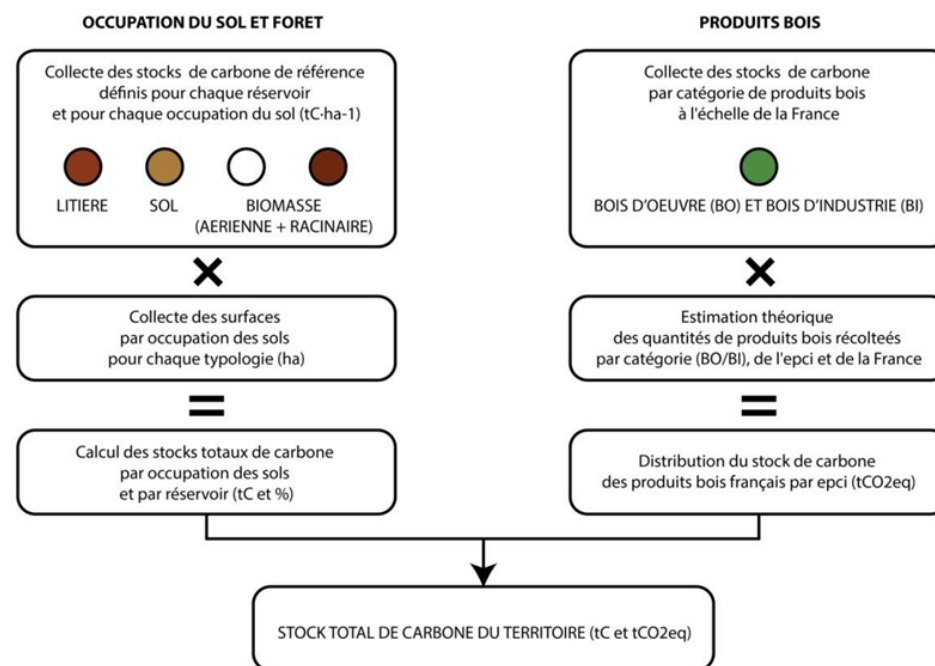 OCCUPATION DU SOL ET FORET
Collecte des stocks de carbone de référence
définis pour chaque réservoir
et pour chaque occupation du sol (tC·ha-1)
LITIERE
SOL
BIOMASSE
(AERIENNE + RACINAIRE)
×
Collecte des surfaces
par occupation des sols
pour chaque typologie (ha)
=
Calcul des stocks totaux de carbone
par occupation des sols
et par réservoir (tC et %)
PRODUITS BOIS
Collecte des stocks de carbone
par catégorie de produits bois
à l'échelle de la France
BOIS D'OEUVRE (BO) ET BOIS D'INDUSTRIE (BI)
×
Estimation théorique
des quantités de produits bois récolteés
par catégorie (BO/BI), de l'epci et de la France
=
Distribution du stock de carbone
des produits bois français par epci (tCO2eq)
STOCK TOTAL DE CARBONE DU TERRITOIRE (tC et tCO2eq)